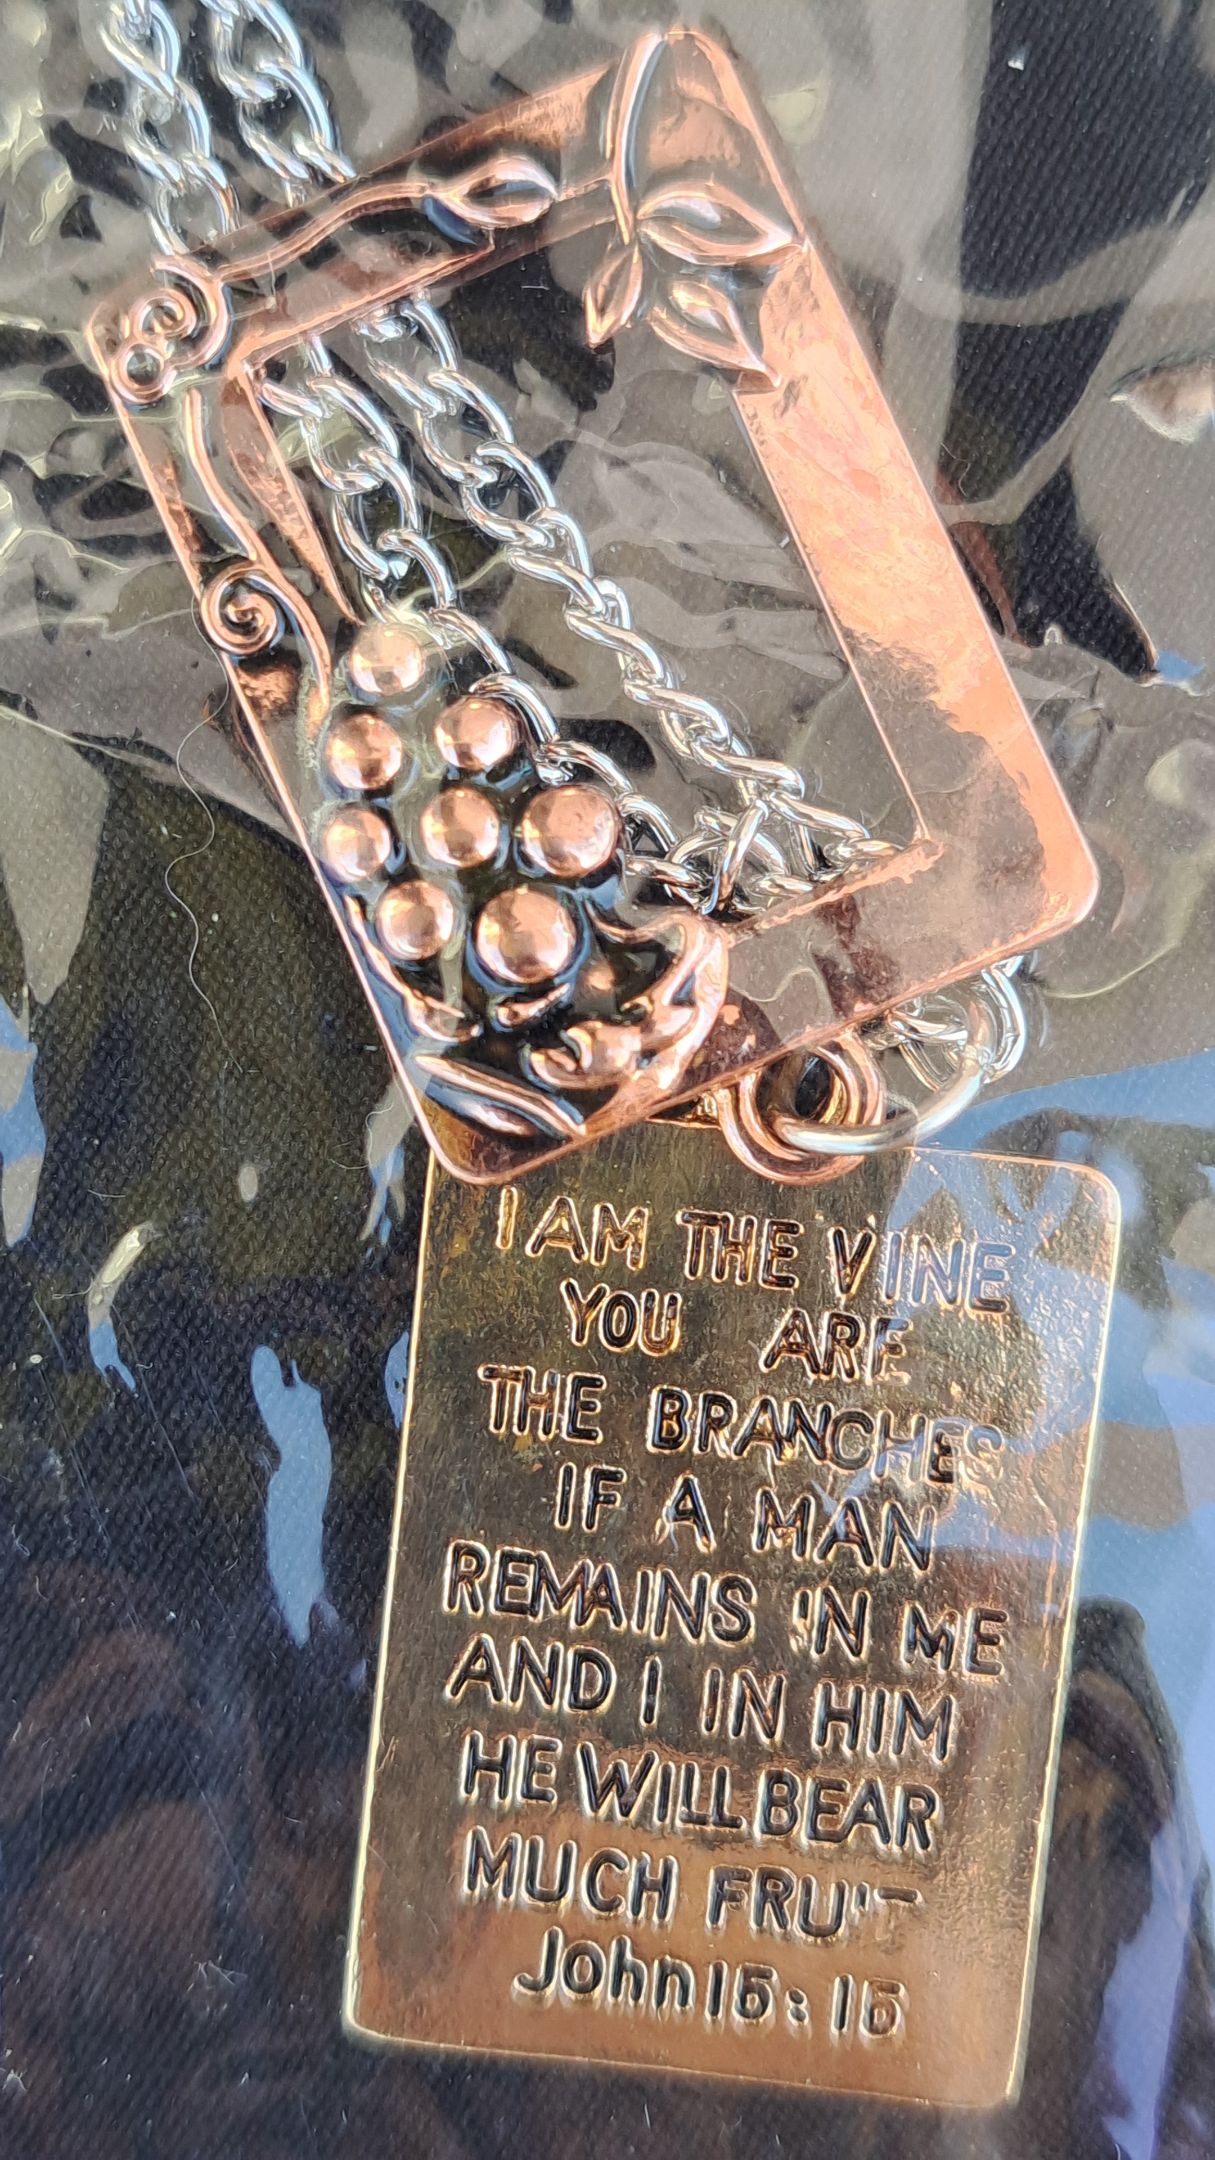 I AM THE VINE
YOU ARE
THE BRANCHES
IF A MAN
REMAINS IN ME
AND I IN HIM
HE WILL BEAR
MUCH FRUIT
John 15:15